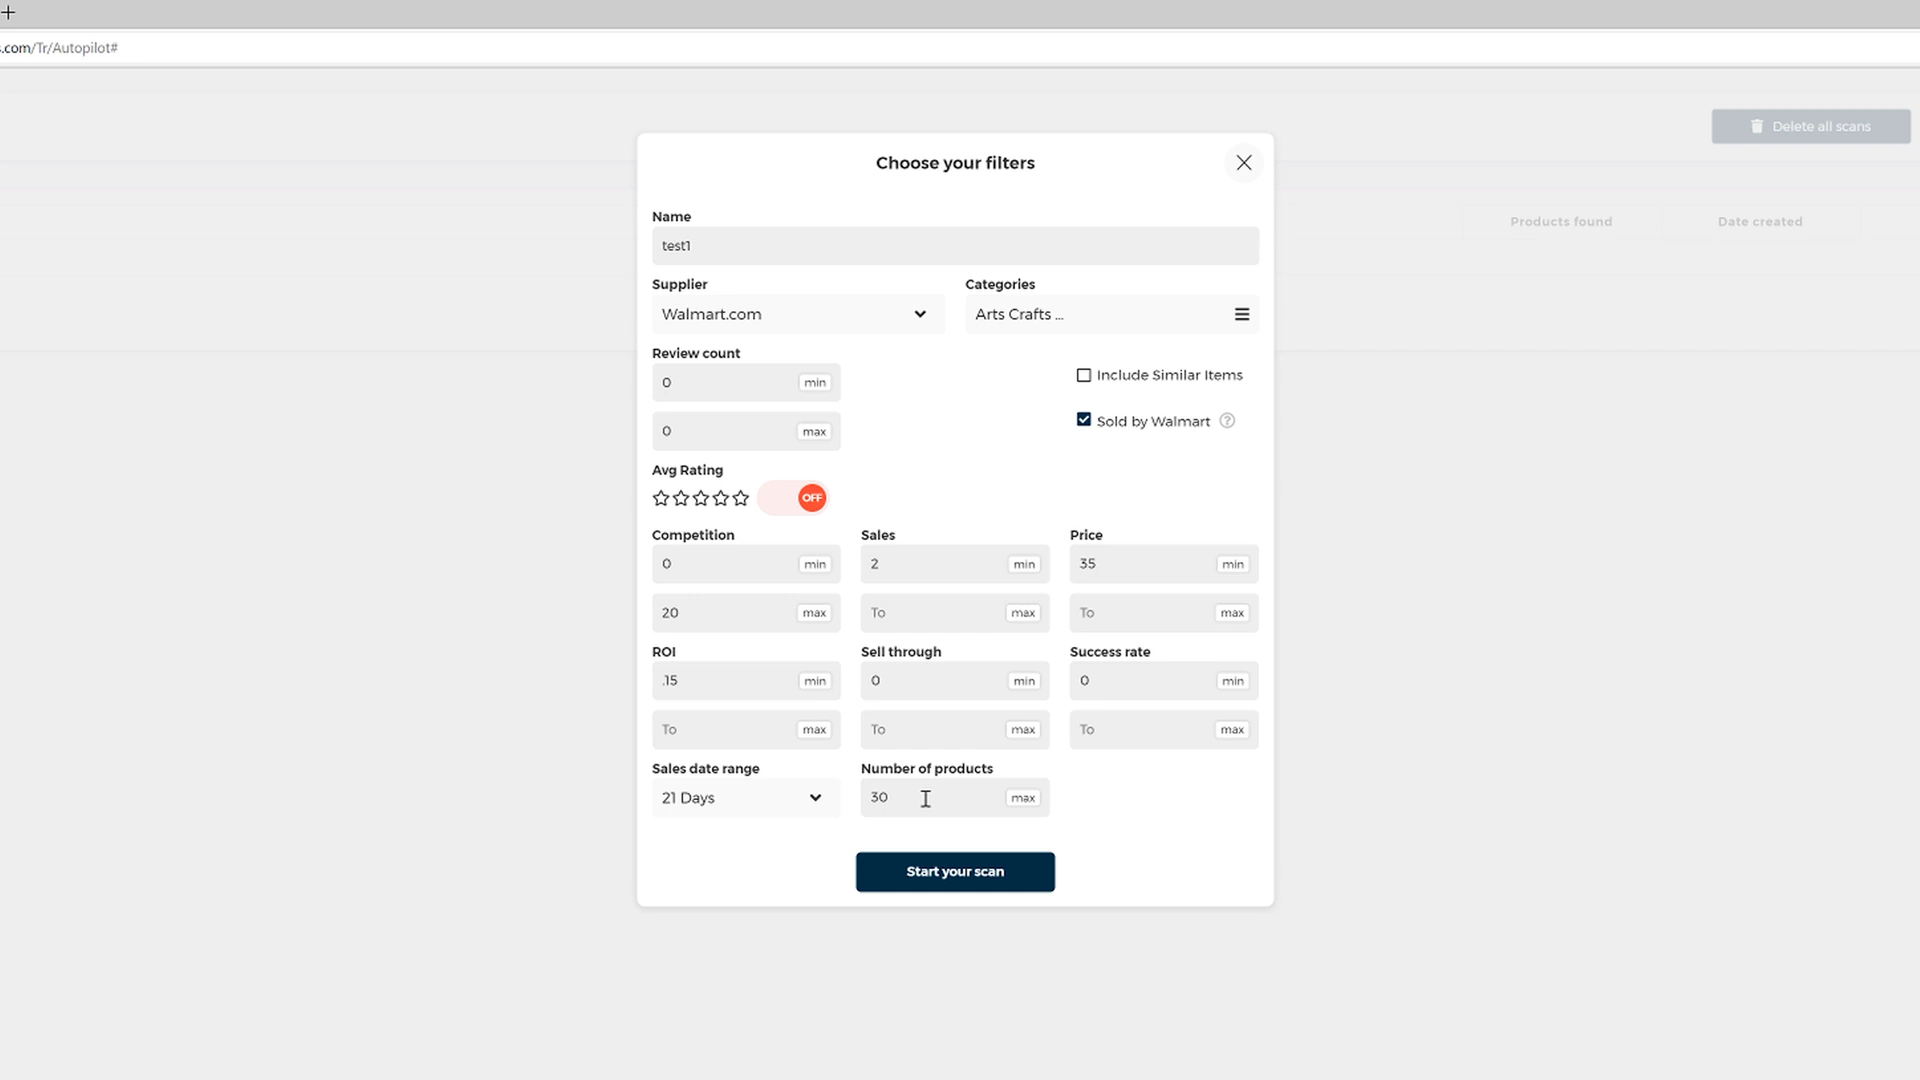 s.com/Tr/Autopilot#
Delete all scans
Choose your filters
Products found Date created
Name
test1
Supplier Categories
Walmart.com Arts Crafts ...
Review count
0 min
Include Similar Items
0 max
Sold by Walmart ?
Avg Rating
OFF
Competition Sales Price
0 min 2 min 35 min
20 max To max To max
ROI Sell through Success rate
.15 min 0 min 0 min
To max To max To max
Sales date range Number of products
21 Days 30 max
Start your scan